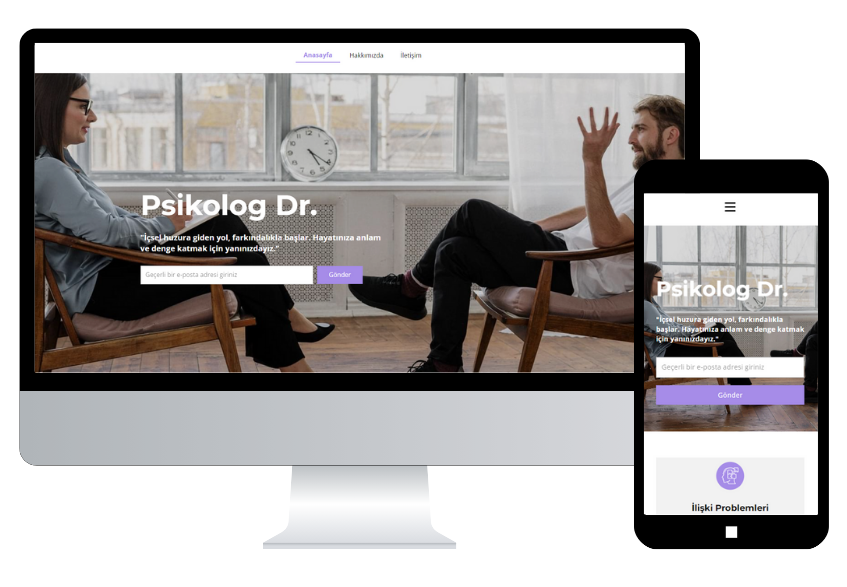 Anasayfa Hakkımızda İletişim
Psikolog Dr.
"İçsel huzura giden yol, farkındalıkla başlar. Hayatınıza anlam
ve denge katmak için yanınızdayız."
Geçerli bir e-posta adresi giriniz Gönder
Psikolog Dr.
"İçsel huzura giden yol, farkındalıkla
başlar. Hayatınıza anlam ve denge katmak
için yanınızdayız."
Geçerli bir e-posta adresi giriniz
Gönder
İlişki Problemleri